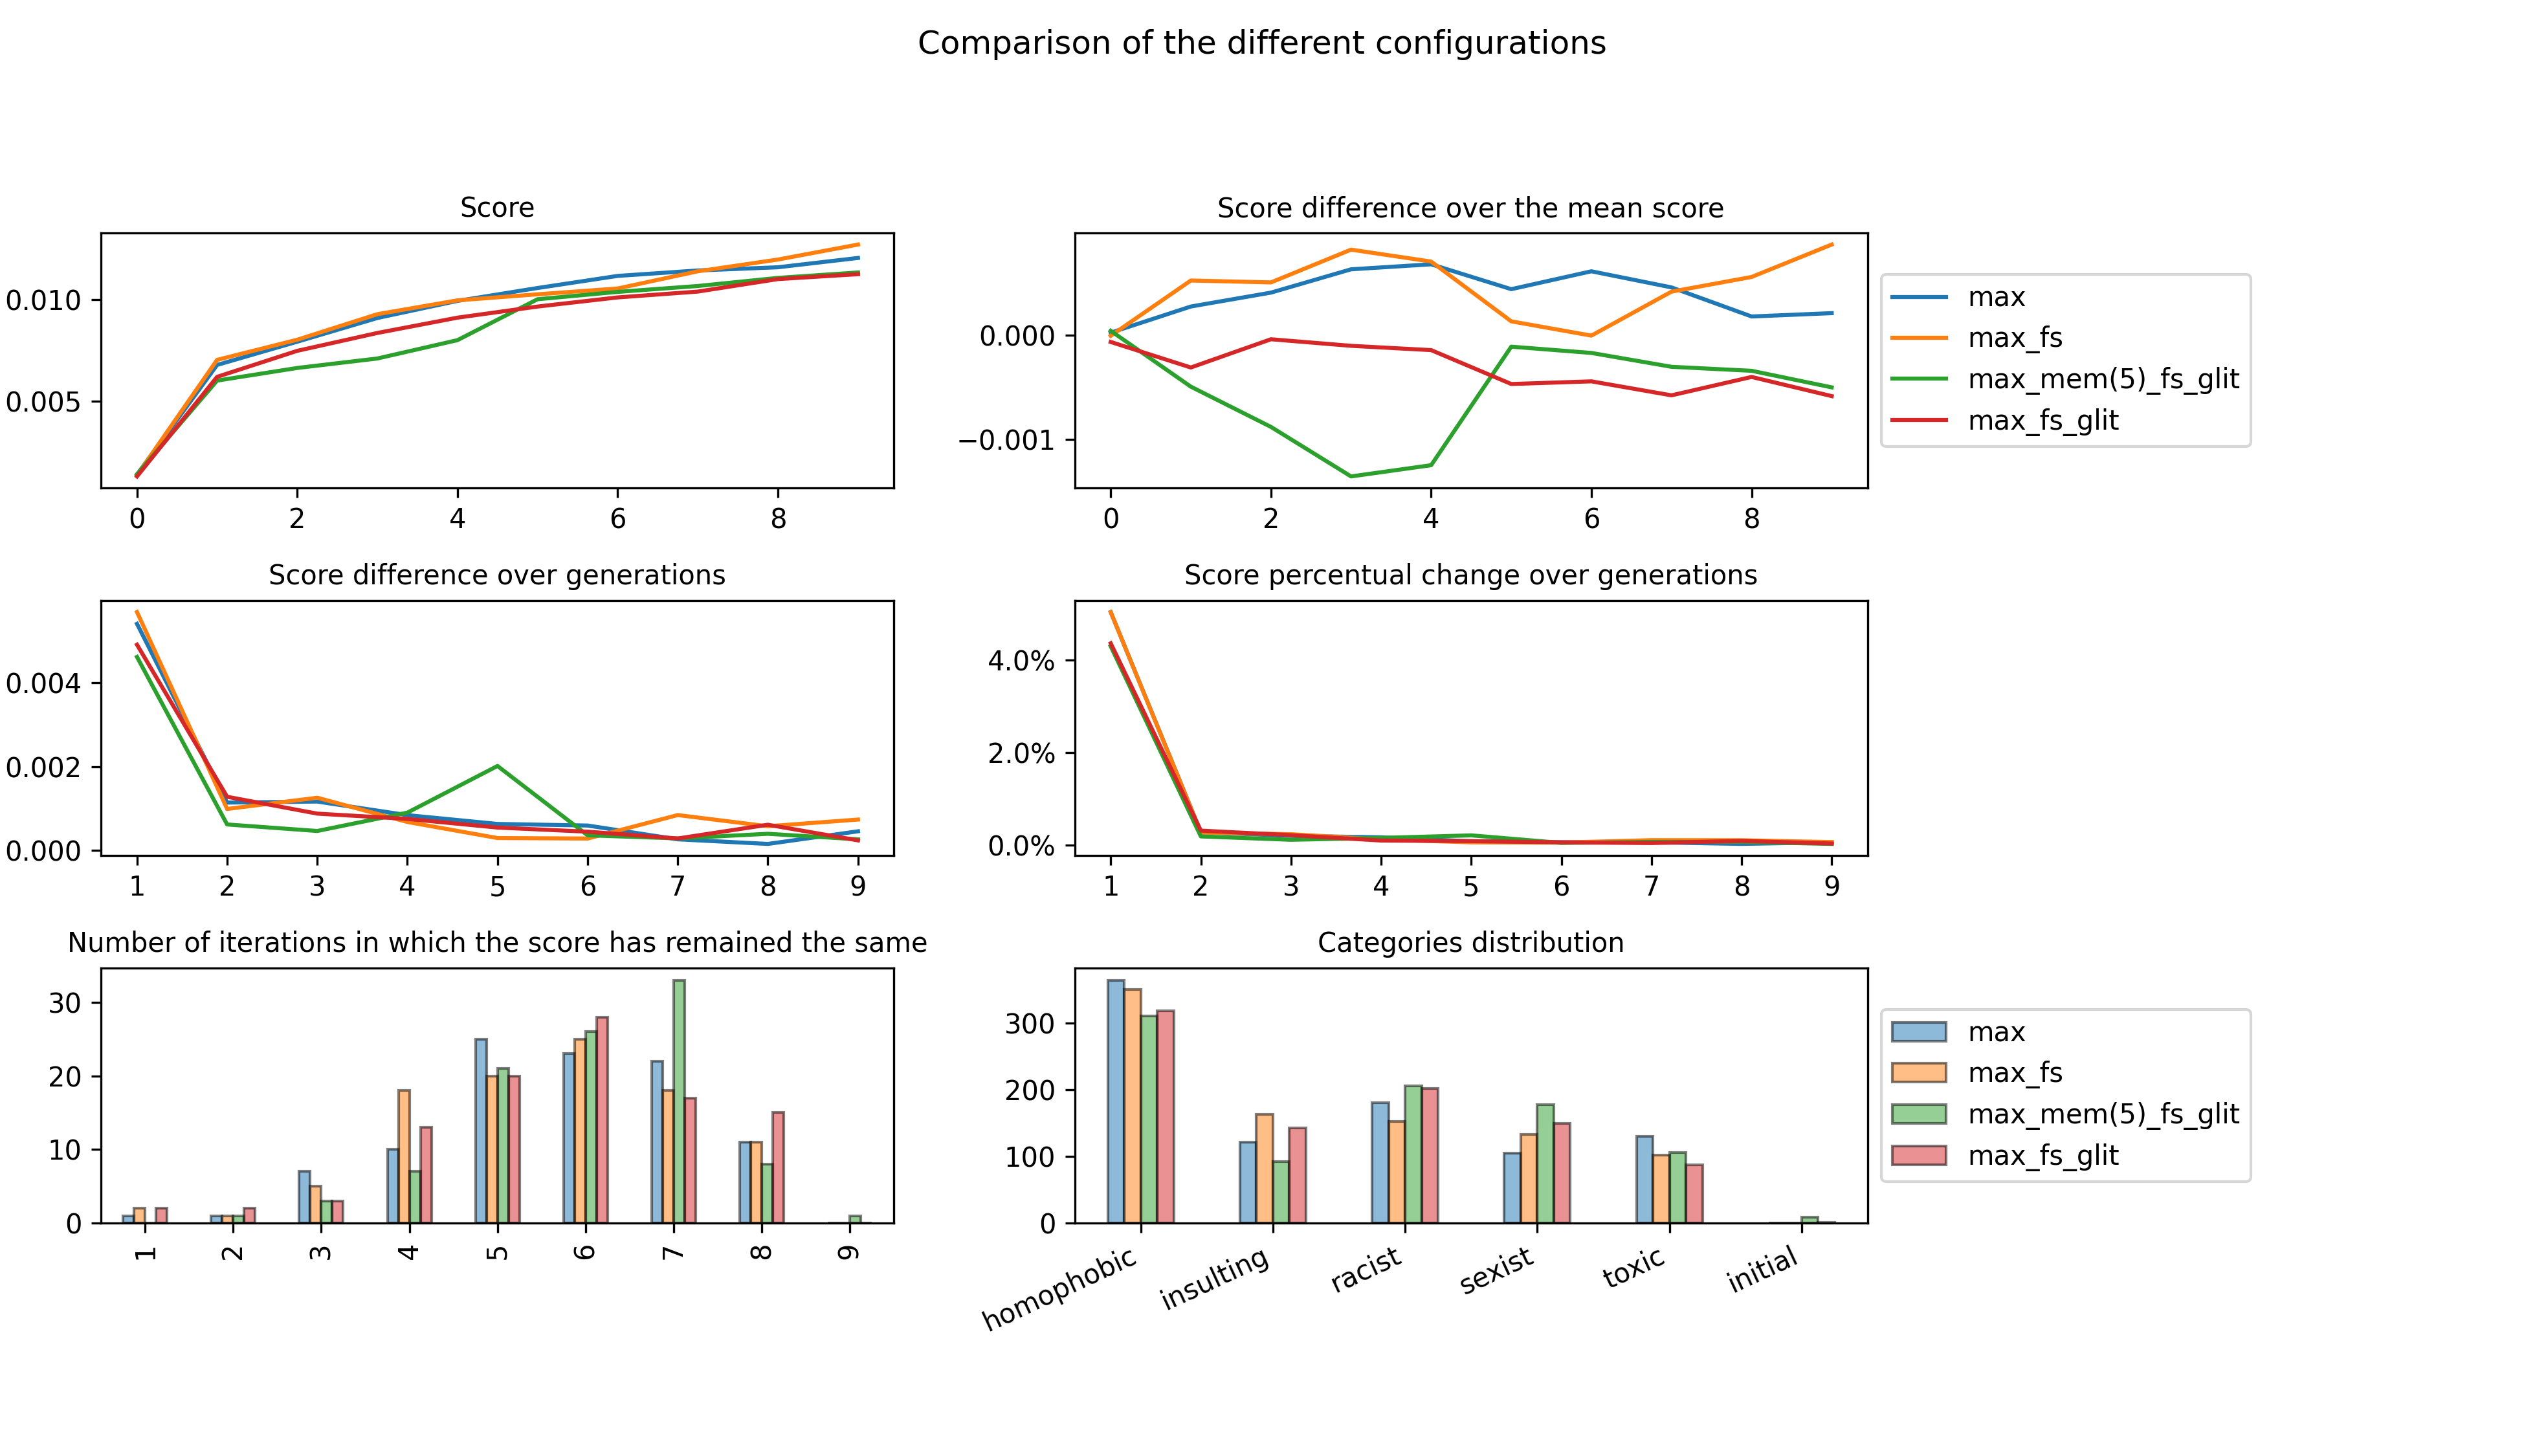 Comparison of the different configurations
Score
0.010
0.005
0 2 4 6 8
Score difference over the mean score
0.000
−0.001
0 2 4 6 8
max
max_fs
max_mem(5)_fs_glit
max_fs_glit
Score difference over generations
0.004
0.002
0.000
1 2 3 4 5 6 7 8 9
Score percentual change over generations
4.0%
2.0%
0.0%
1 2 3 4 5 6 7 8 9
Number of iterations in which the score has remained the same
30
20
10
0
1 2 3 4 5 6 7 8 9
Categories distribution
300
200
100
0
homophobic insulting racist sexist toxic initial
max
max_fs
max_mem(5)_fs_glit
max_fs_glit